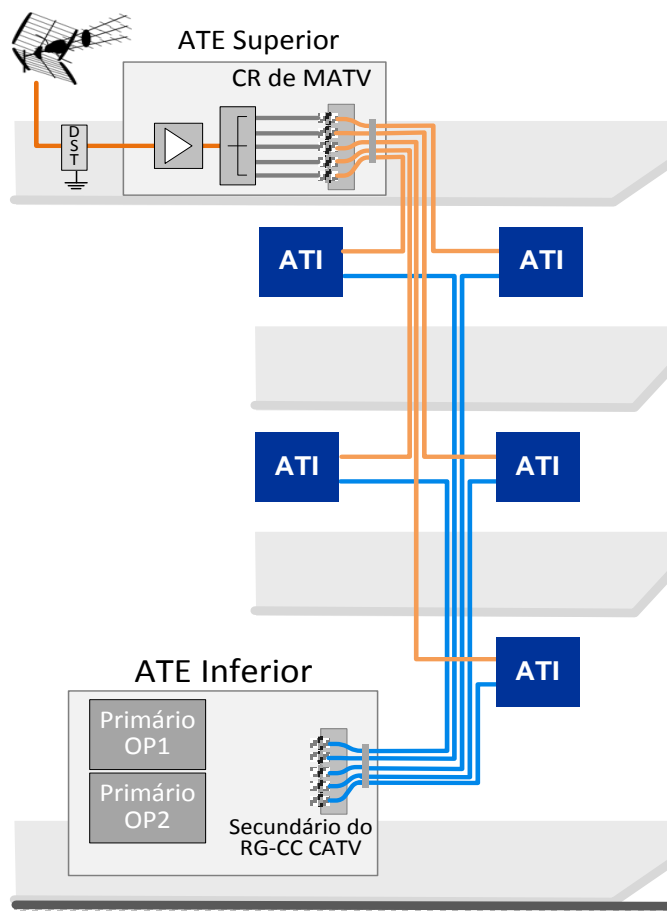 ATE Superior
CR de MATV
D
S
T
ATI
ATI
ATI
ATI
ATI
ATE Inferior
Primário
OP1
Primário
OP2
Secundário do
RG-CC CATV